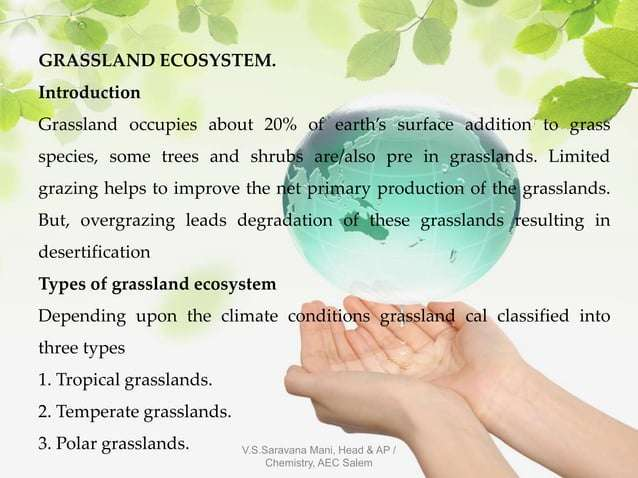 GRASSLAND ECOSYSTEM.
Introduction
Grassland occupies about 20% of earth's surface addition to grass
species, some trees and shrubs are/also pre in grasslands. Limited
grazing helps to improve the net primary production of the grasslands.
But, overgrazing leads degradation of these grasslands resulting in
desertification
Types of grassland ecosystem
Depending upon the climate conditions grassland cal classified into
three types
1. Tropical grasslands.
2. Temperate grasslands.
3. Polar grasslands.
V.S.Saravana Mani, Head & AP /
Chemistry, AEC Salem